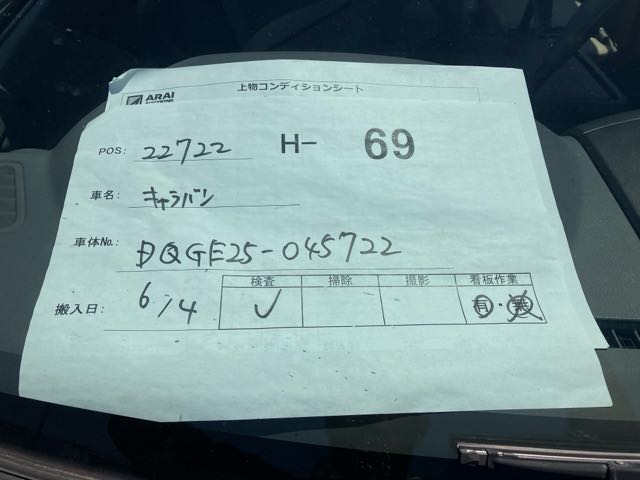 ARAI AUCTIONS
上物コンディションシート
POS: 22722 H- 69
車名: キャラバン
車体No.: DQGE25-045722
検査 掃除 撮影 看板作業
搬入日: 6/4 ✓ 有・無